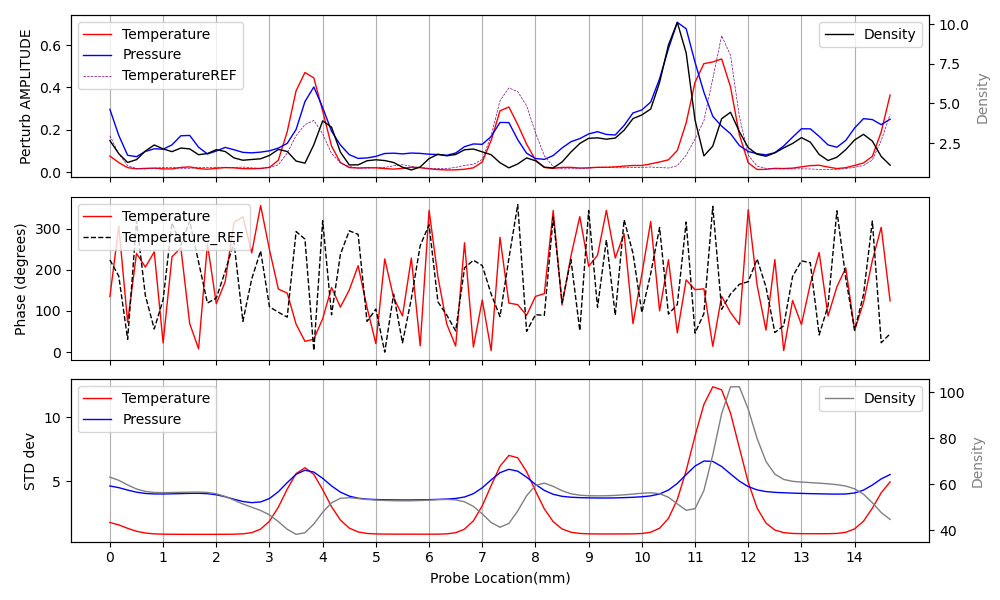 Temperature
Pressure
TemperatureREF
Density
Perturb AMPLITUDE
0.6
0.4
0.2
0.0
10.0
7.5
5.0
2.5
Density
Temperature
Temperature_REF
Phase (degrees)
300
200
100
0
Temperature
Pressure
Density
STD dev
10
5
100
80
60
40
Density
0 1 2 3 4 5 6 7 8 9 10 11 12 13 14
Probe Location(mm)